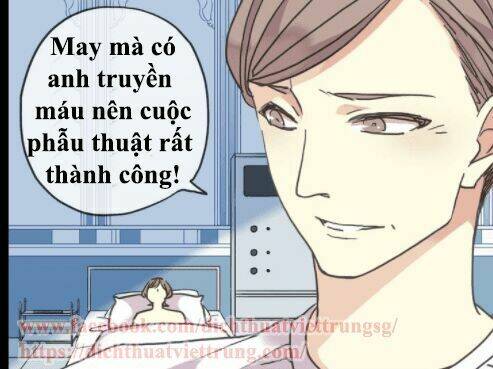 May mà có
anh truyền
máu nên cuộc
phẫu thuật rất
thành công!
www.facebook.com/dichthuatviettrungsg/
https://dichthuatviettrung.com/